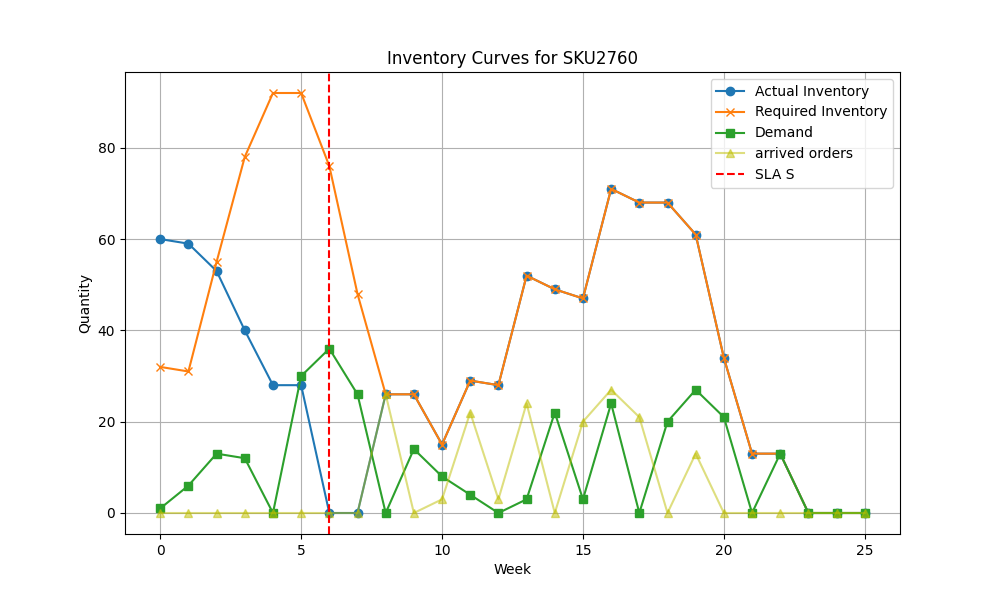 Inventory Curves for SKU2760
Actual Inventory
Required Inventory
Demand
arrived orders
SLA S
Quantity
80
60
40
20
0
0 5 10 15 20 25
Week